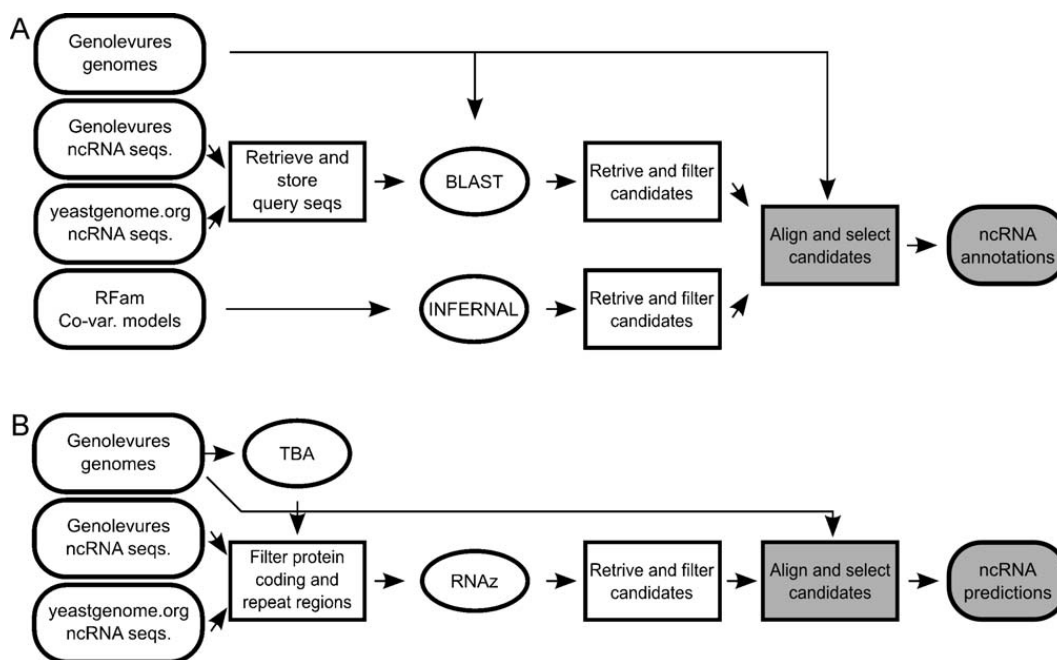 A
Genolevures
genomes
Genolevures
ncRNA seqs.
yeastgenome.org
ncRNA seqs.
RFam
Co-var. models
Retrieve and
store
query seqs
BLAST
INFERNAL
Retrive and filter
candidates
Retrive and filter
candidates
Align and select
candidates
ncRNA
annotations
B
Genolevures
genomes
Genolevures
ncRNA seqs.
yeastgenome.org
ncRNA seqs.
TBA
Filter protein
coding and
repeat regions
RNAz
Retrive and filter
candidates
Align and select
candidates
ncRNA
predictions